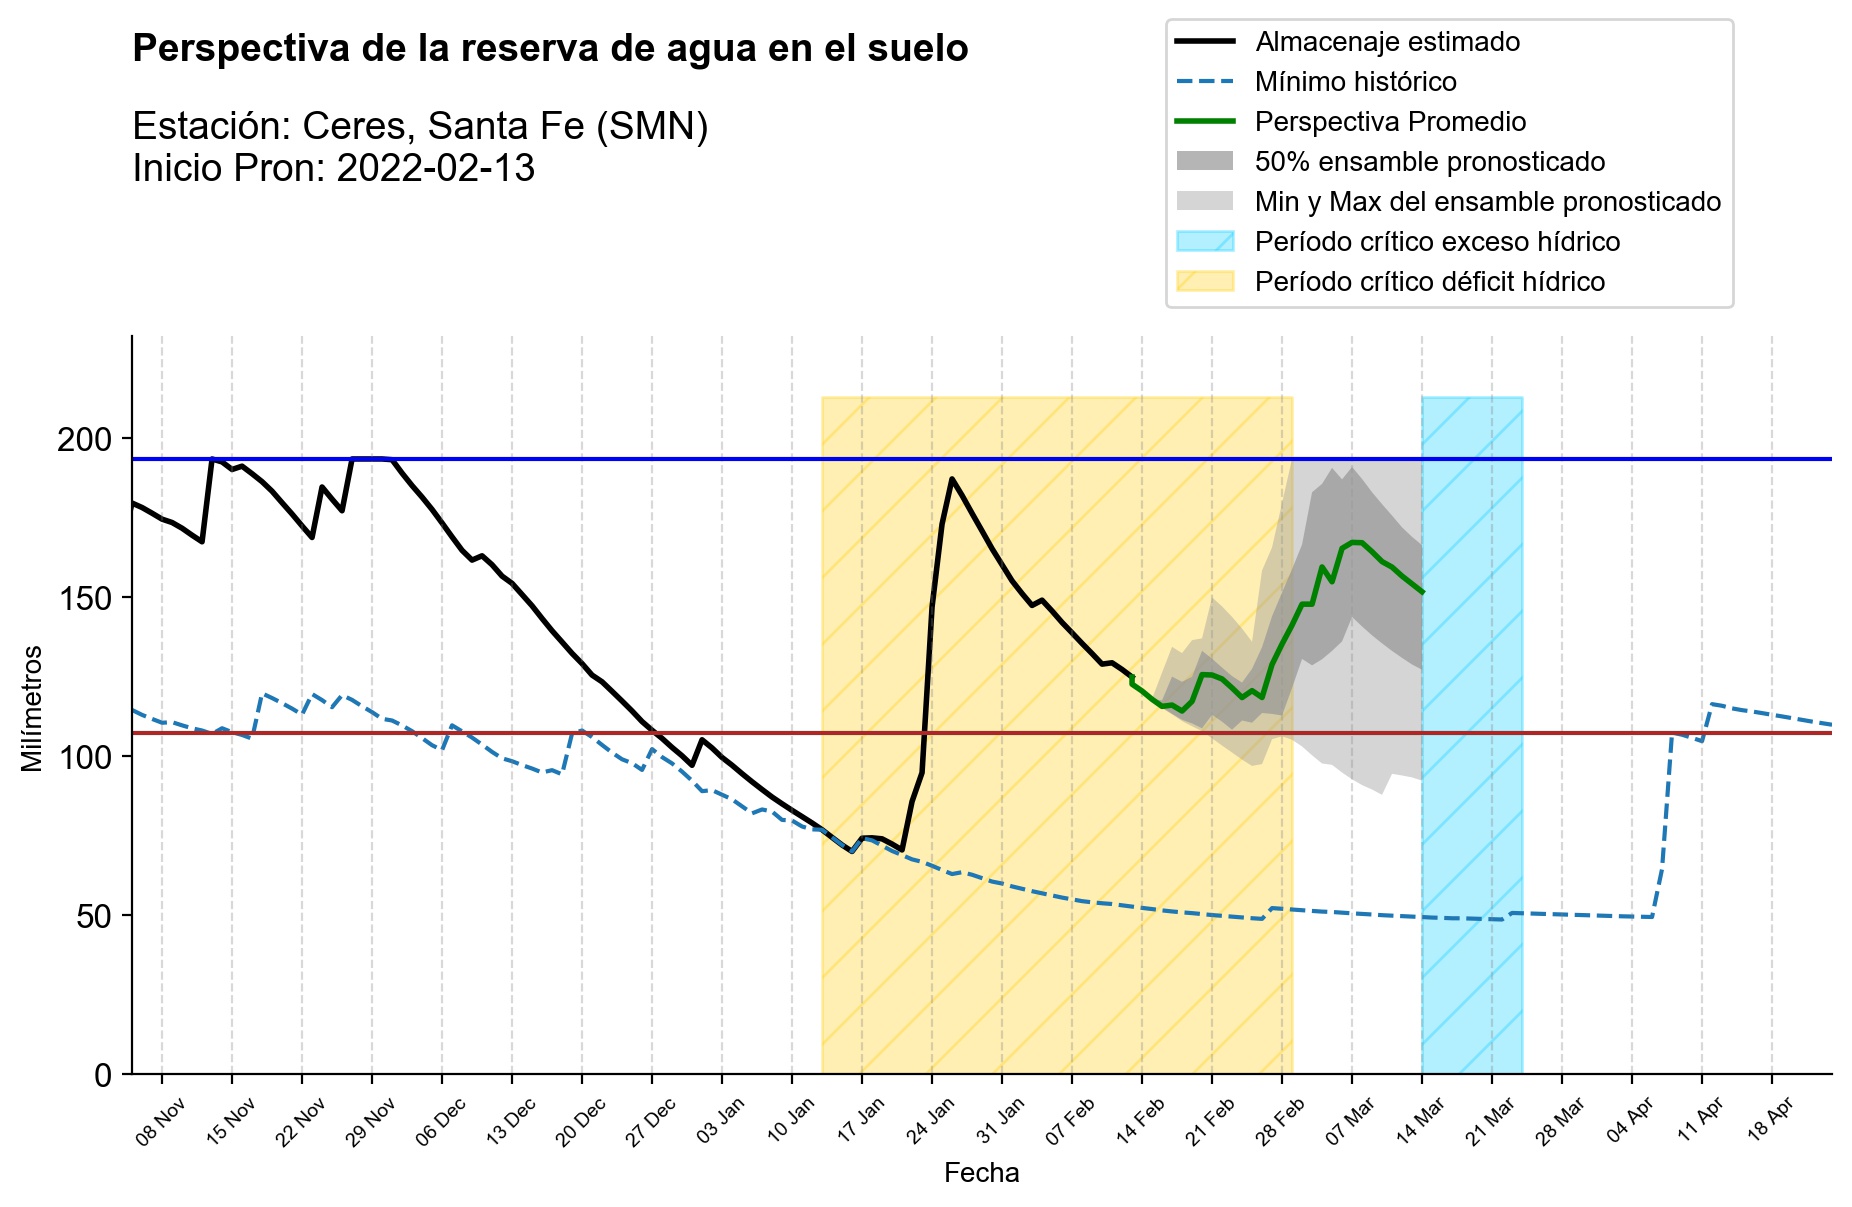 Perspectiva de la reserva de agua en el suelo
Estación: Ceres, Santa Fe (SMN)
Inicio Pron: 2022-02-13
Almacenaje estimado
Mínimo histórico
Perspectiva Promedio
50% ensamble pronosticado
Min y Max del ensamble pronosticado
Período crítico exceso hídrico
Período crítico déficit hídrico
Milímetros
200
150
100
50
0
08 Nov
15 Nov
22 Nov
29 Nov
06 Dec
13 Dec
20 Dec
27 Dec
03 Jan
10 Jan
17 Jan
24 Jan
31 Jan
07 Feb
14 Feb
21 Feb
28 Feb
07 Mar
14 Mar
21 Mar
28 Mar
04 Apr
11 Apr
18 Apr
Fecha